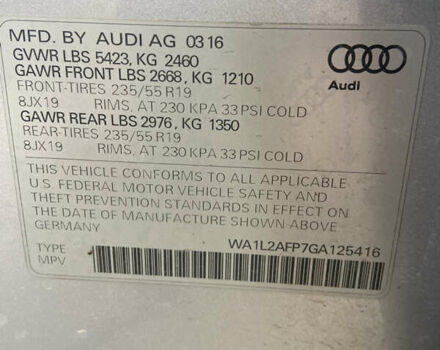 MFD. BY AUDI AG 0316
GVWR LBS 5423, KG 2460
GAWR FRONT LBS 2668, KG 1210
FRONT-TIRES 235/55 R19
8JX19 RIMS, AT 230 KPA 33 PSI COLD
GAWR REAR LBS 2976, KG 1350
REAR-TIRES 235/55 R19
8JX19 RIMS, AT 230 KPA 33 PSI COLD
Audi
THIS VEHICLE CONFORMS TO ALL APPLICABLE
U.S. FEDERAL MOTOR VEHICLE SAFETY AND
THEFT PREVENTION STANDARDS IN EFFECT ON
THE DATE OF MANUFACTURE SHOWN ABOVE.
GERMANY
TYPE: WA1L2AFP7GA125416
MPV